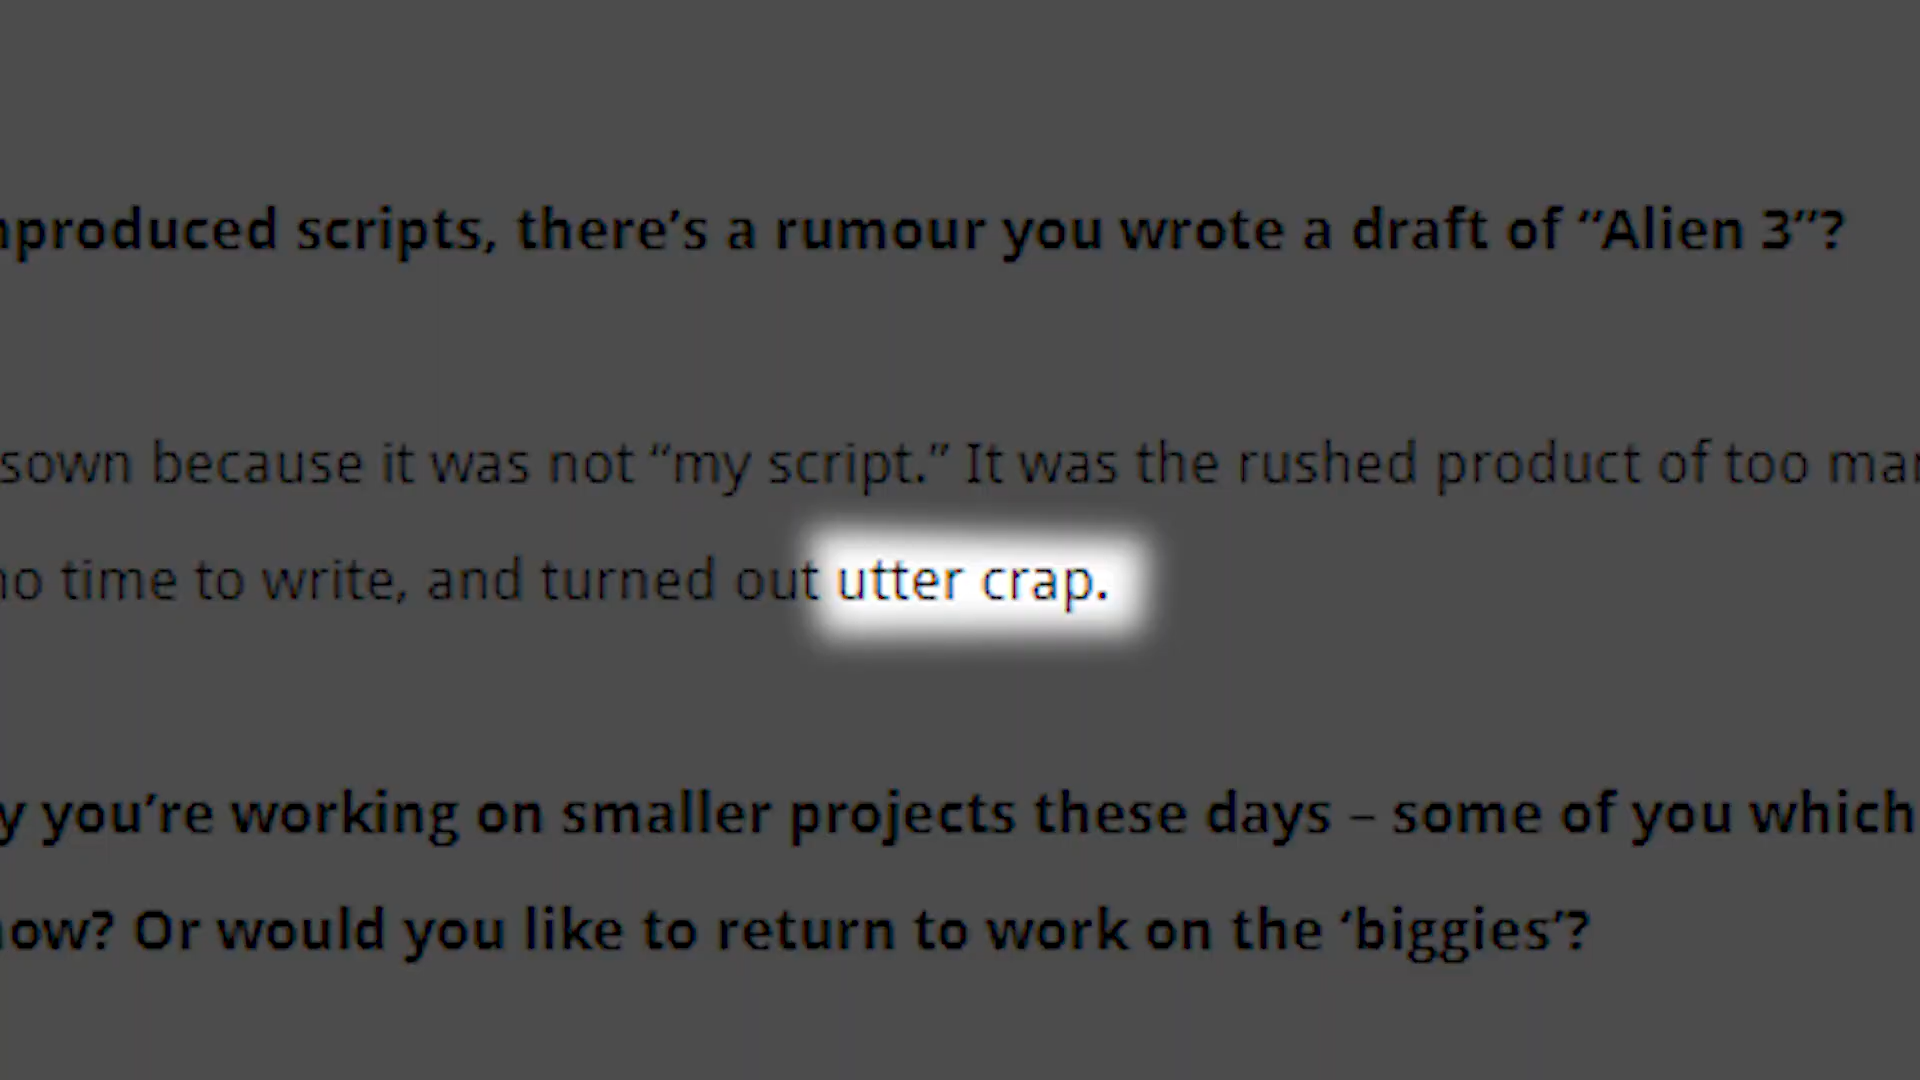 nproduced scripts, there’s a rumour you wrote a draft of “Alien 3”?
sown because it was not “my script.” It was the rushed product of too mar
no time to write, and turned out utter crap.
y you’re working on smaller projects these days – some of you which
now? Or would you like to return to work on the ‘biggies’?